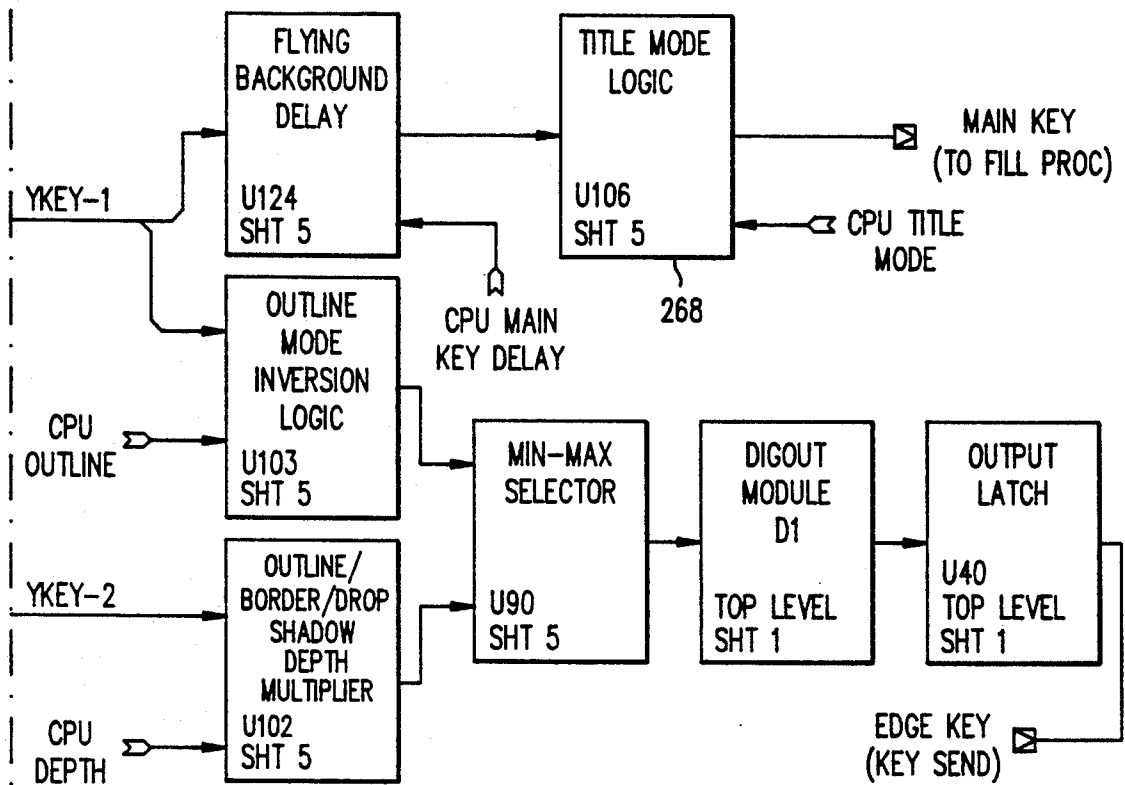 FLYING
BACKGROUND
DELAY
U124
SHT 5
TITLE MODE
LOGIC
U106
SHT 5
MAIN KEY
(TO FILL PROC)
YKEY-1
CPU TITLE
MODE
268
CPU MAIN
KEY DELAY
OUTLINE
MODE
INVERSION
LOGIC
U103
SHT 5
CPU
OUTLINE
MIN-MAX
SELECTOR
U90
SHT 5
DIGOUT
MODULE
D1
TOP LEVEL
SHT 1
OUTPUT
LATCH
U40
TOP LEVEL
SHT 1
YKEY-2
OUTLINE/
BORDER/DROP
SHADOW
DEPTH
MULTIPLIER
U102
SHT 5
CPU
DEPTH
EDGE KEY
(KEY SEND)